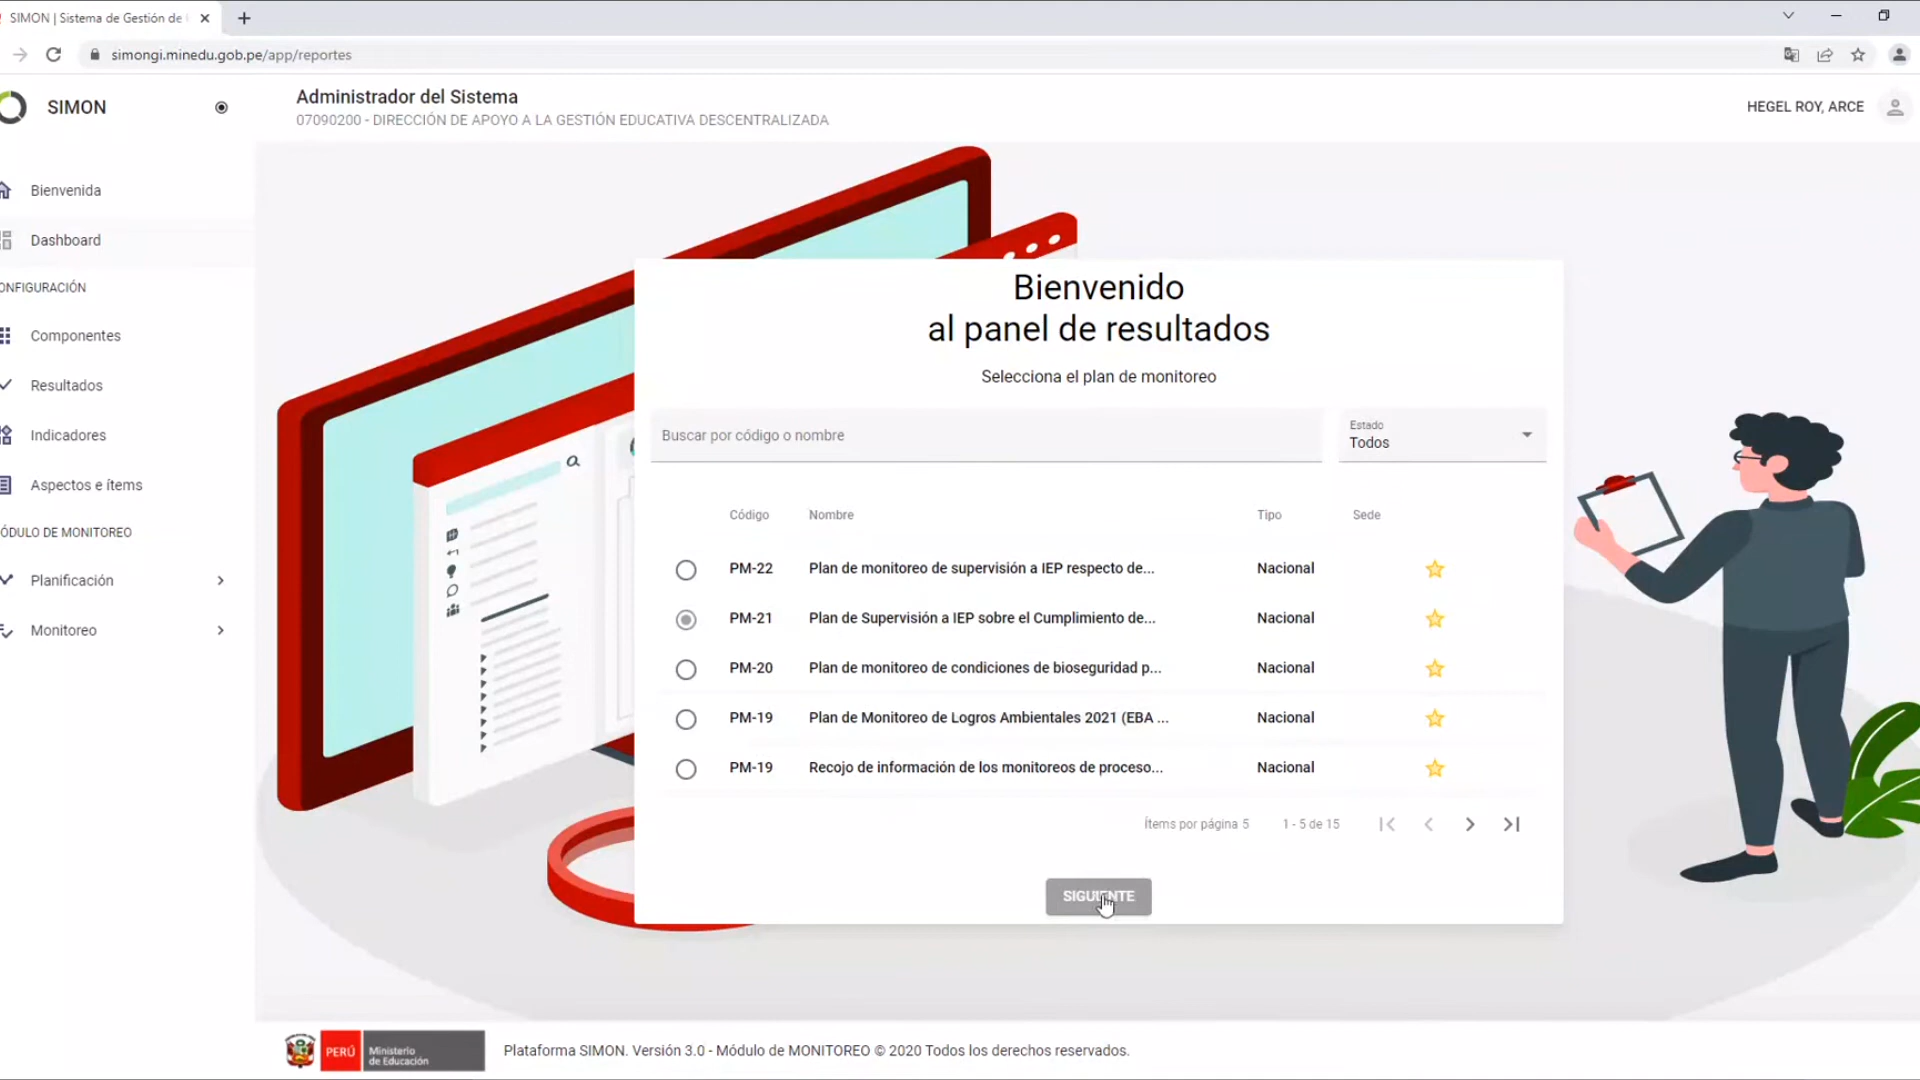 SIMON | Sistema de Gestión de
simongi.minedu.gob.pe/app/reportes
SIMON
Administrador del Sistema
07090200 - DIRECCIÓN DE APOYO A LA GESTIÓN EDUCATIVA DESCENTRALIZADA
HEGEL ROY, ARCE
Bienvenida
Dashboard
ONFIGURACIÓN
Componentes
Resultados
Indicadores
Aspectos e ítems
ÓDULO DE MONITOREO
Planificación
Monitoreo
Bienvenido
al panel de resultados
Selecciona el plan de monitoreo
Buscar por código o nombre
Estado
Todos
Código Nombre Tipo Sede
PM-22 Plan de monitoreo de supervisión a IEP respecto de... Nacional
PM-21 Plan de Supervisión a IEP sobre el Cumplimiento de... Nacional
PM-20 Plan de monitoreo de condiciones de bioseguridad p... Nacional
PM-19 Plan de Monitoreo de Logros Ambientales 2021 (EBA ... Nacional
PM-19 Recojo de información de los monitoreos de proceso... Nacional
Ítems por página 5 1 - 5 de 15
SIGUIENTE
PERÚ Ministerio
de Educación
Plataforma SIMON. Versión 3.0 - Módulo de MONITOREO © 2020 Todos los derechos reservados.